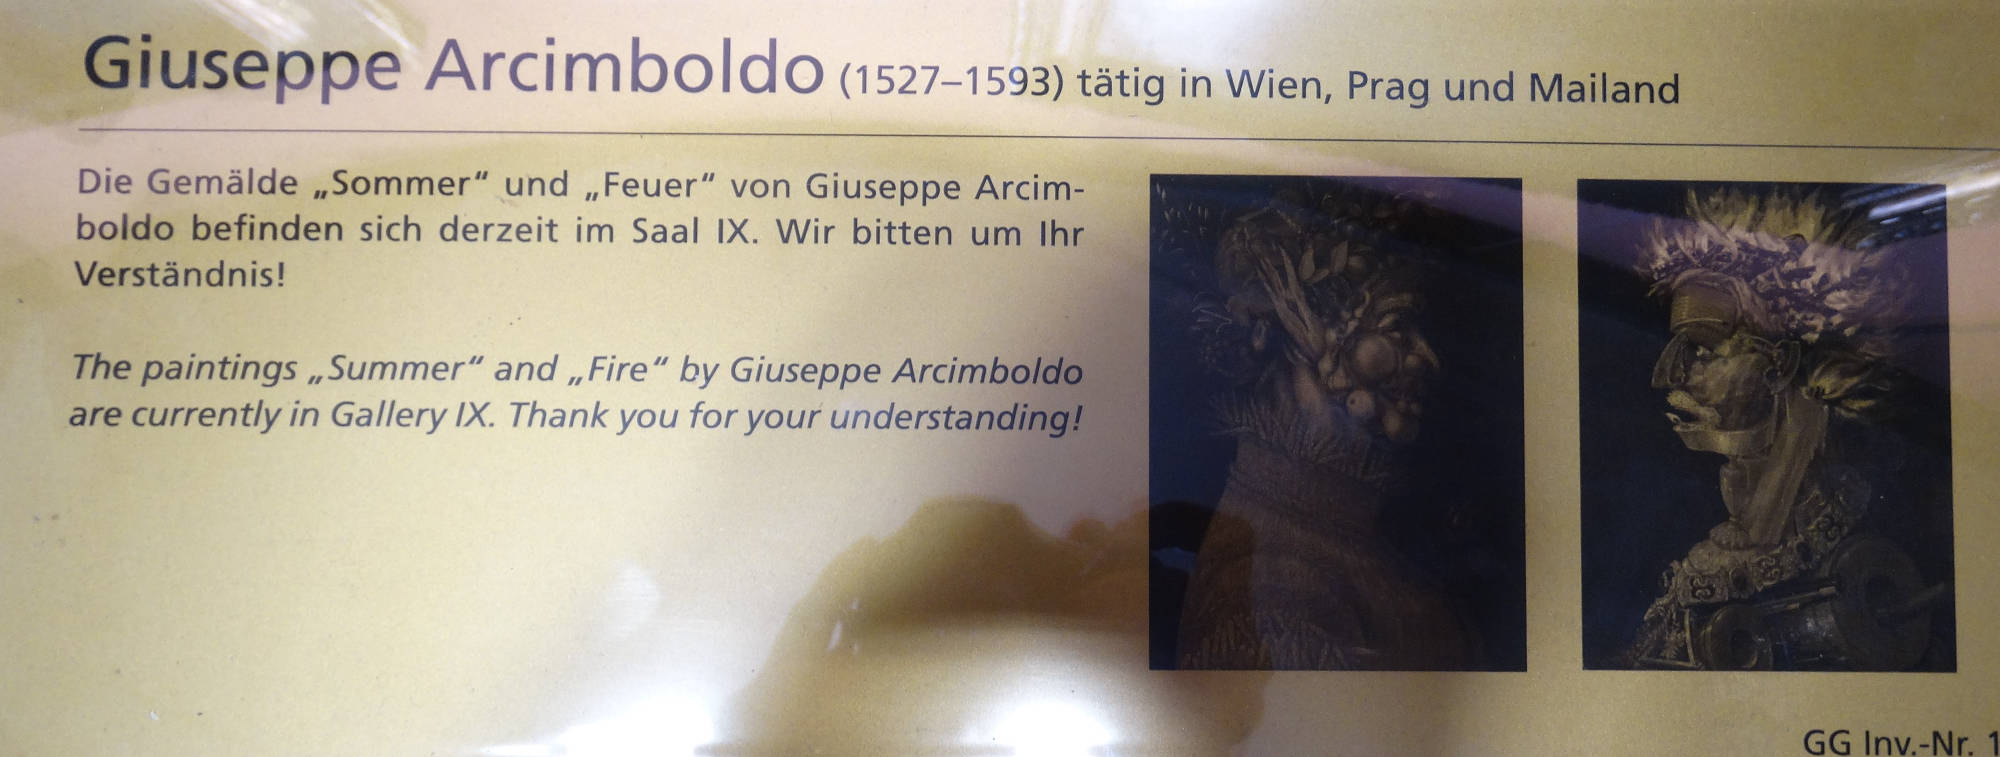 Giuseppe Arcimboldo (1527–1593) tätig in Wien, Prag und Mailand
Die Gemälde „Sommer“ und „Feuer“ von Giuseppe Arcim-
boldo befinden sich derzeit im Saal IX. Wir bitten um Ihr
Verständnis!
The paintings „Summer“ and „Fire“ by Giuseppe Arcimboldo
are currently in Gallery IX. Thank you for your understanding!
GG Inv.-Nr. 1